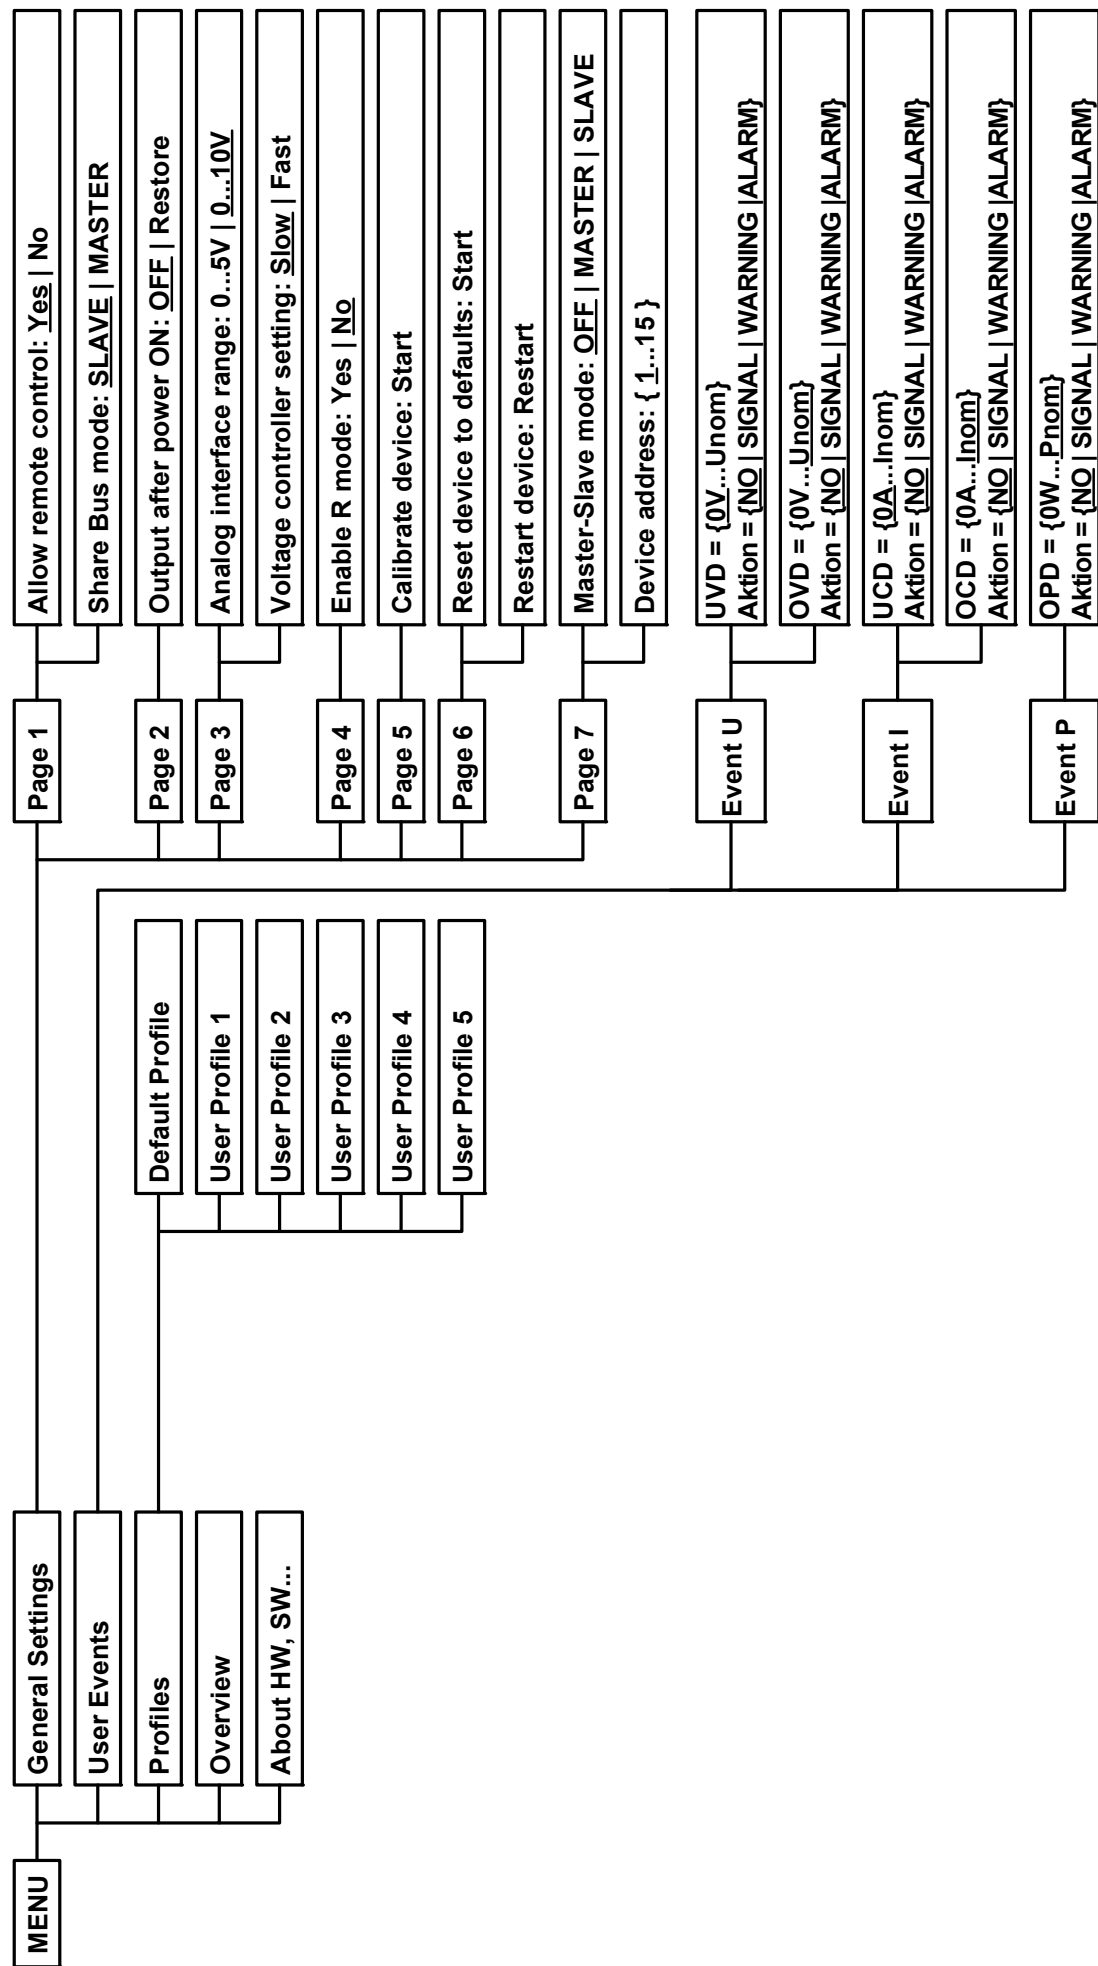 MENU
General Settings
User Events
Profiles
Overview
About HW, SW...
Default Profile
User Profile 1
User Profile 2
User Profile 3
User Profile 4
User Profile 5
Page 1
Page 2
Page 3
Page 4
Page 5
Page 6
Page 7
Event U
Event I
Event P
Allow remote control: Yes | No
Share Bus mode: SLAVE | MASTER
Output after power ON: OFF | Restore
Analog interface range: 0...5V | 0...10V
Voltage controller setting: Slow | Fast
Enable R mode: Yes | No
Calibrate device: Start
Reset device to defaults: Start
Restart device: Restart
Master-Slave mode: OFF | MASTER | SLAVE
Device address: { 1...15 }
UVD = {0V...Unom}
Aktion = {NO | SIGNAL | WARNING |ALARM}
OVD = {0V...Unom}
Aktion = {NO | SIGNAL | WARNING |ALARM}
UCD = {0A...Inom}
Aktion = {NO | SIGNAL | WARNING |ALARM}
OCD = {0A...Inom}
Aktion = {NO | SIGNAL | WARNING |ALARM}
OPD = {0W...Pnom}
Aktion = {NO | SIGNAL | WARNING |ALARM}